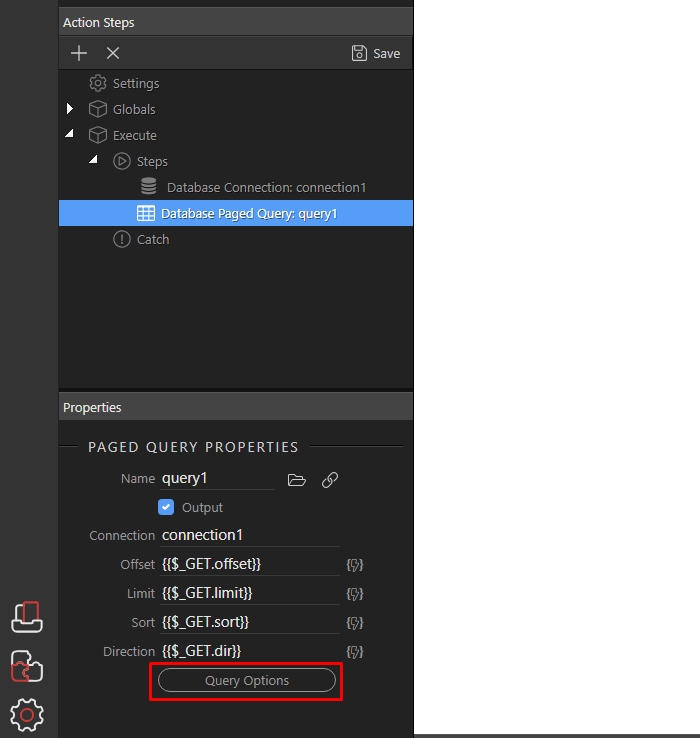 Action Steps
Save
Settings
Globals
Execute
Steps
Database Connection: connection1
Database Paged Query: query1
Catch
Properties
PAGED QUERY PROPERTIES
Name query1
Output
Connection connection1
Offset {{$_GET.offset}}
Limit {{$_GET.limit}}
Sort {{$_GET.sort}}
Direction {{$_GET.dir}}
Query Options